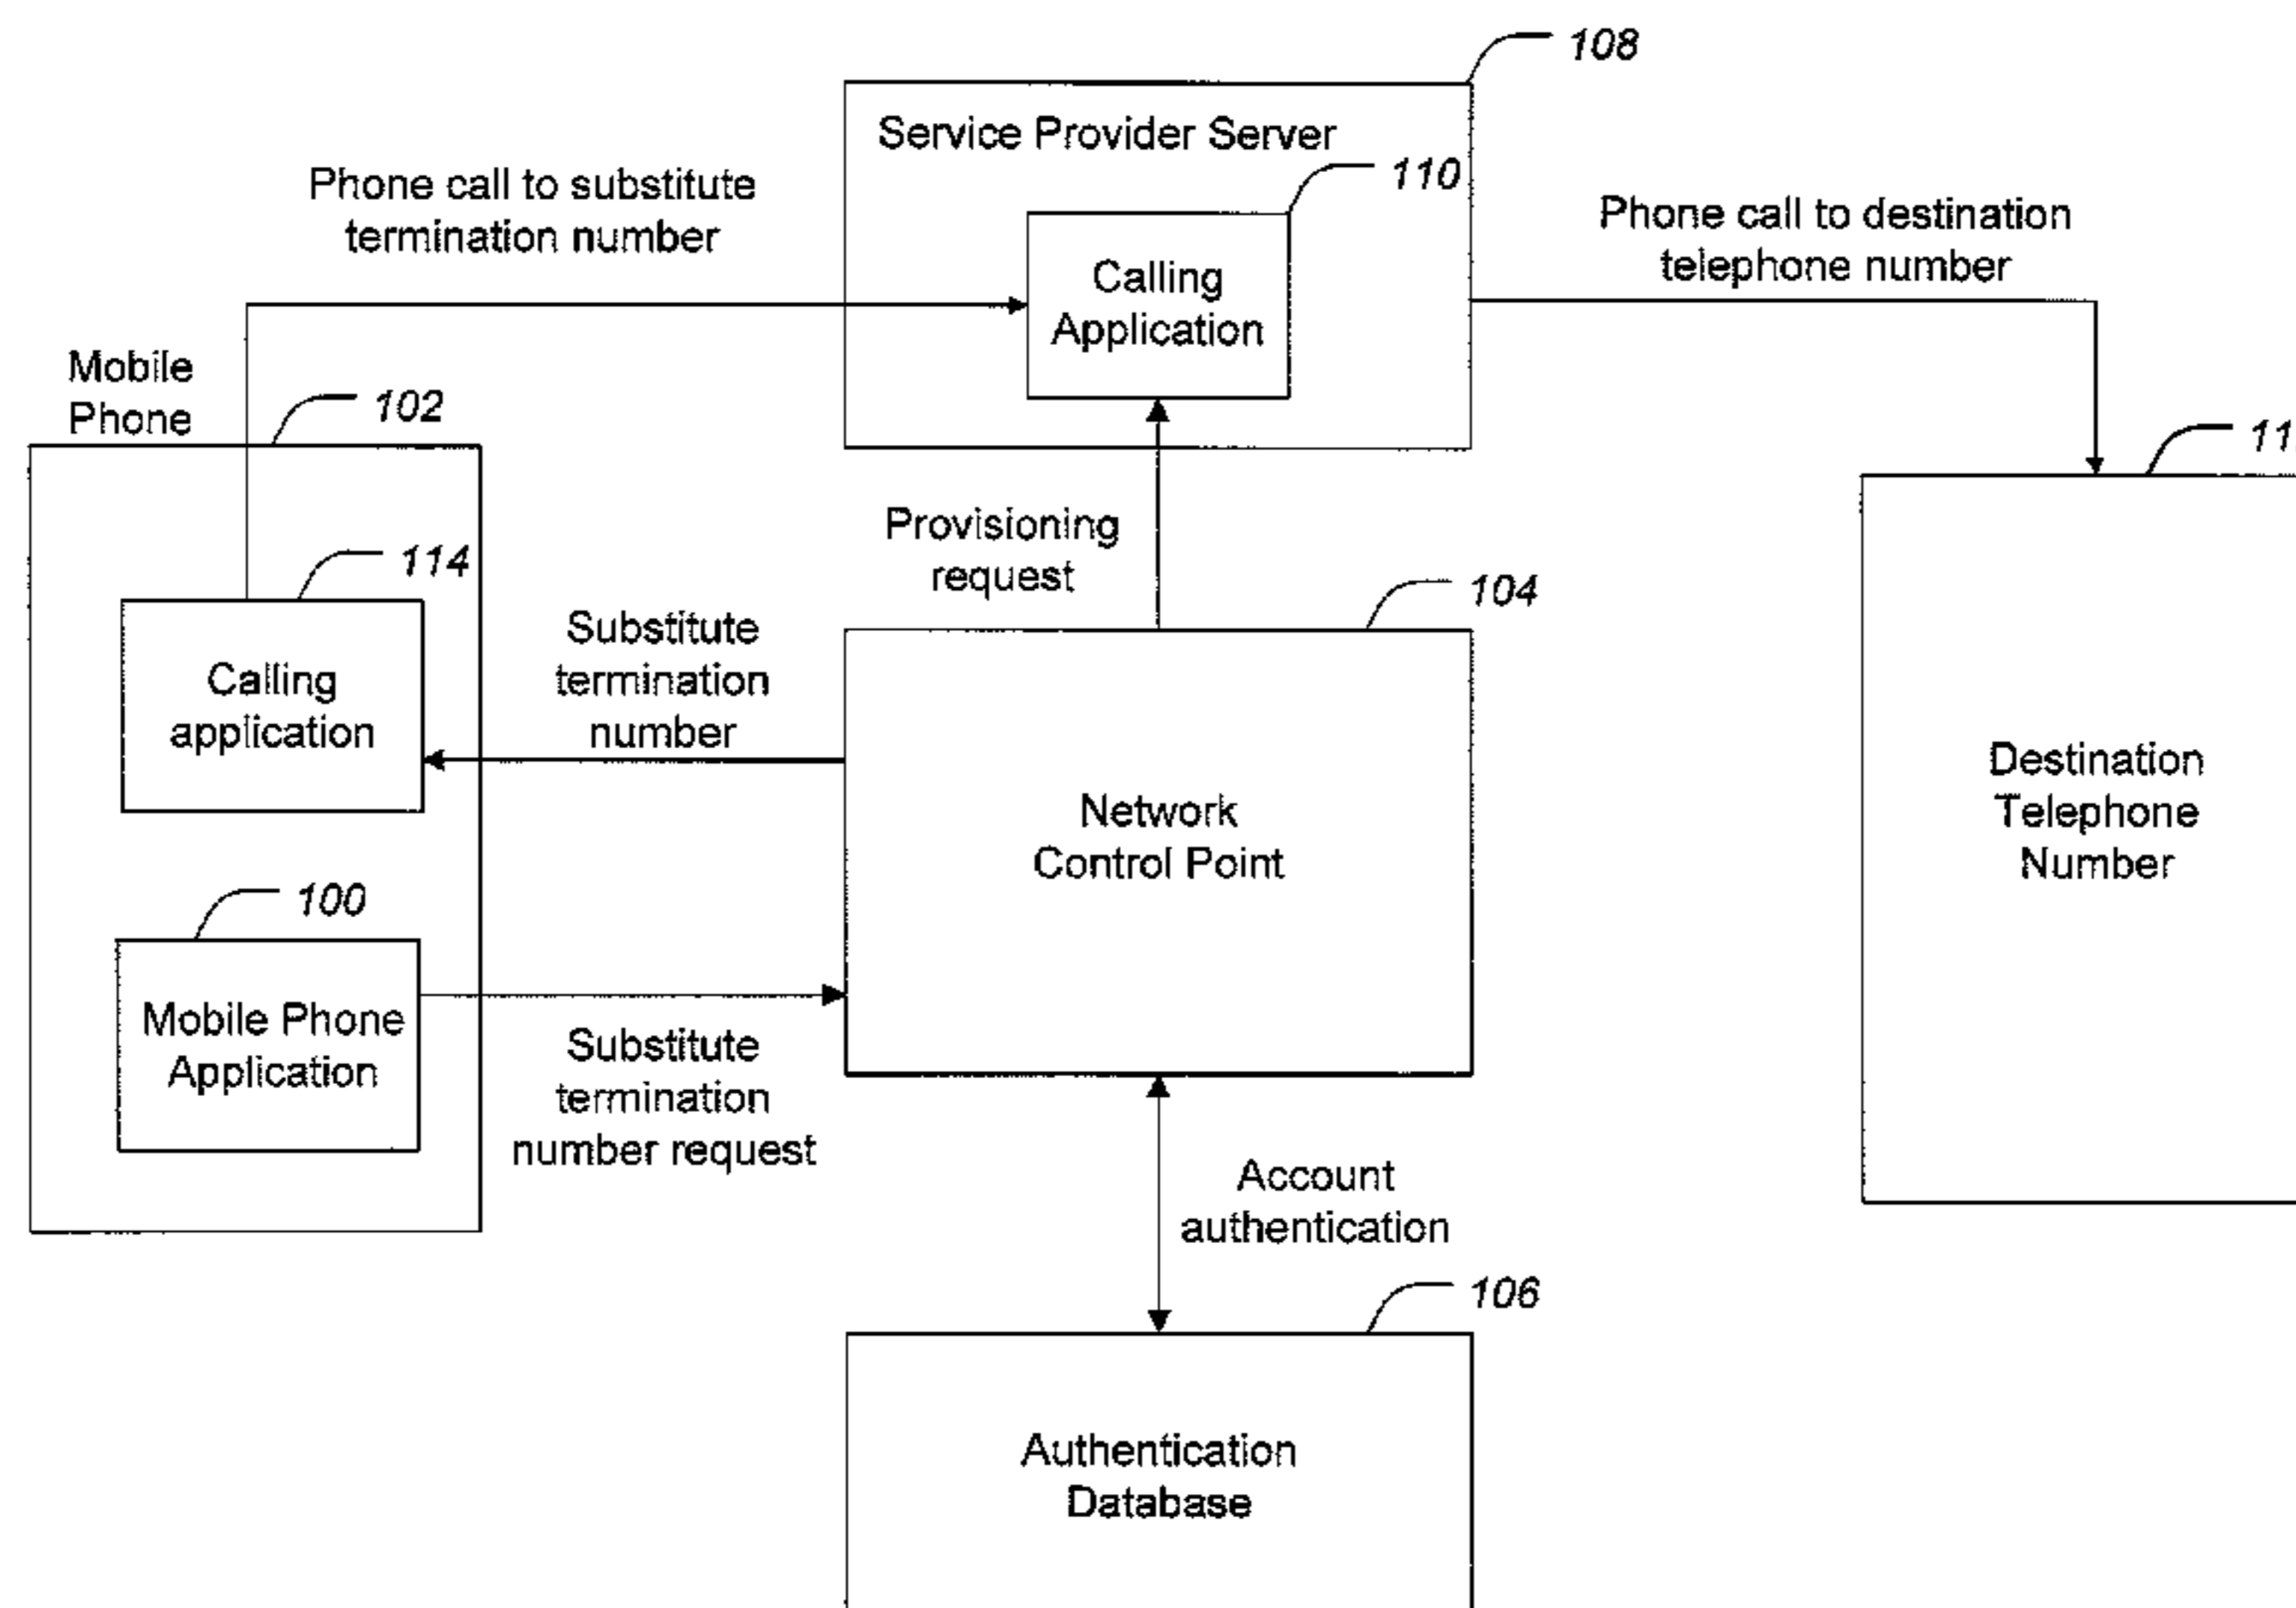 108
Service Provider Server
110
Calling
Application
Phone call to substitute
termination number
Phone call to destination
telephone number
Mobile
Phone
102
114
Calling
application
Substitute
termination
number
Provisioning
request
104
Network
Control Point
11
Destination
Telephone
Number
100
Mobile Phone
Application
Substitute
termination
number request
Account
authentication
106
Authentication
Database